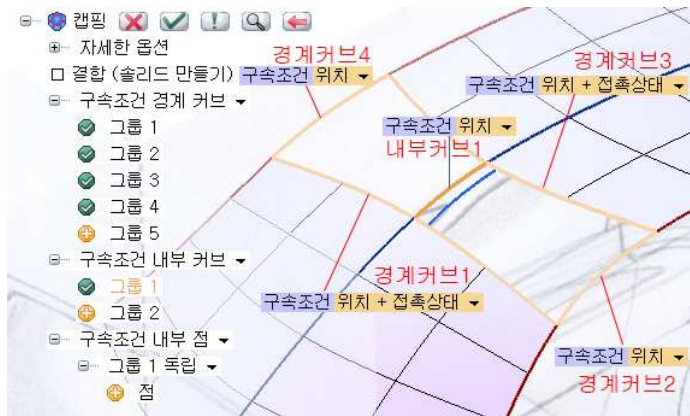 캡핑
자세한 옵션
결합 (솔리드 만들기)
구속조건 경계 커브
그룹 1
그룹 2
그룹 3
그룹 4
그룹 5
구속조건 내부 커브
그룹 1
그룹 2
구속조건 내부 점
그룹 1 독립
점
경계커브4
구속조건 위치
경계커브3
구속조건 위치 + 접촉상태
구속조건 위치
내부커브1
경계커브1
구속조건 위치 + 접촉상태
구속조건 위치
경계커브2